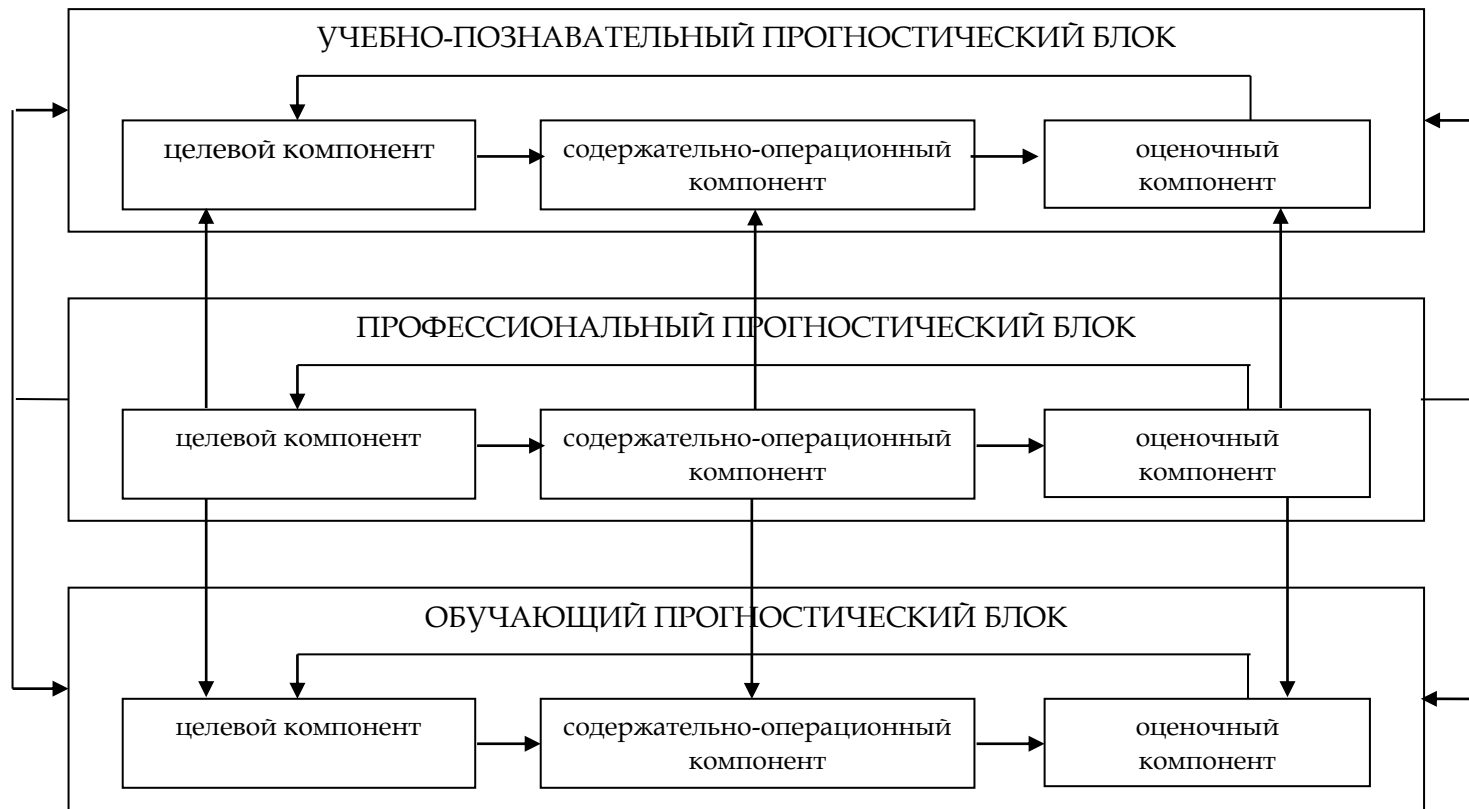 УЧЕБНО-ПОЗНАВАТЕЛЬНЫЙ ПРОГНОСТИЧЕСКИЙ БЛОК
целевой компонент
содержательно-операционный
компонент
оценочный
компонент
ПРОФЕССИОНАЛЬНЫЙ ПРОГНОСТИЧЕСКИЙ БЛОК
целевой компонент
содержательно-операционный
компонент
оценочный
компонент
ОБУЧАЮЩИЙ ПРОГНОСТИЧЕСКИЙ БЛОК
целевой компонент
содержательно-операционный
компонент
оценочный
компонент